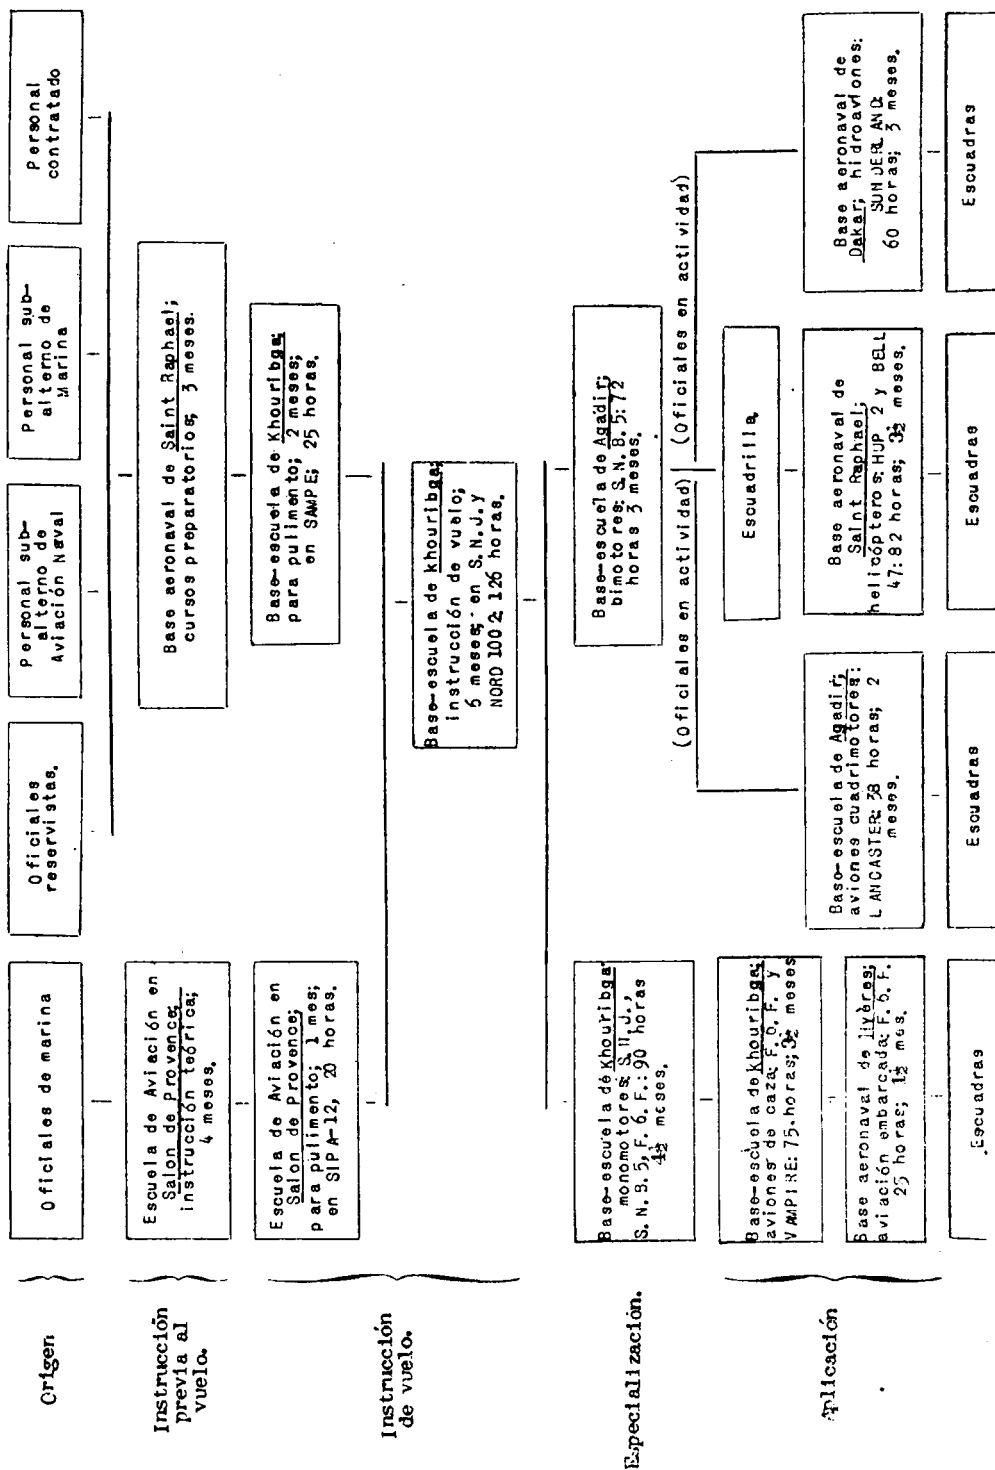 Origen
Oficiales de marina
Oficiales
reservistas.
Personal sub-
alterno de
Aviación Naval
Personal sub-
alterno de
Marina
Personal
contratado
Instrucción
previa al
vuelo.
Escuela de Aviación en
Salon de Provence;
instrucción teórica;
4 meses.
Base aeronaval de Saint Raphael;
cursos preparatorios; 3 meses.
Instrucción
de vuelo.
Escuela de Aviación en
Salon de Provence;
para pulimento; 1 mes;
en SIPA-12, 20 horas.
Base-escuela de Khouribga;
para pulimento; 2 meses;
en SAMPE; 25 horas.
Base-escuela de khouribga;
instrucción de vuelo;
6 meses; en S.N.J. y
NORD 1002; 126 horas.
Especialización.
Base-escuela de Khouribga.
monomotores; S.N.J.,
S.N.B.5, F.6.F.: 90 horas
4½ meses.
Base-escuela de Agadir;
bimotores: S.N.B.5: 72
horas 3 meses.
(Oficiales en actividad) (Oficiales en actividad)
Aplicación
Base-escuela de Khouribga;
aviones de caza; F.6.F. y
VAMPIRE: 75.horas; 3½ meses
Base aeronaval de Hyères;
aviación embarcada: F.6.F.
25 horas; 1½ mes.
Base-escuela de Agadir;
aviones cuadrimotores:
LANCASTER: 38 horas; 2
meses.
Escuadrilla.
Base aeronaval de
Saint Raphael;
helicópteros: HUP 2 y BELL
47: 82 horas; 3½ meses.
Base aeronaval de
Dakar; hidroaviones:
SUNDERLAND:
60 horas; 3 meses.
Escuadras
Escuadras
Escuadras
Escuadras